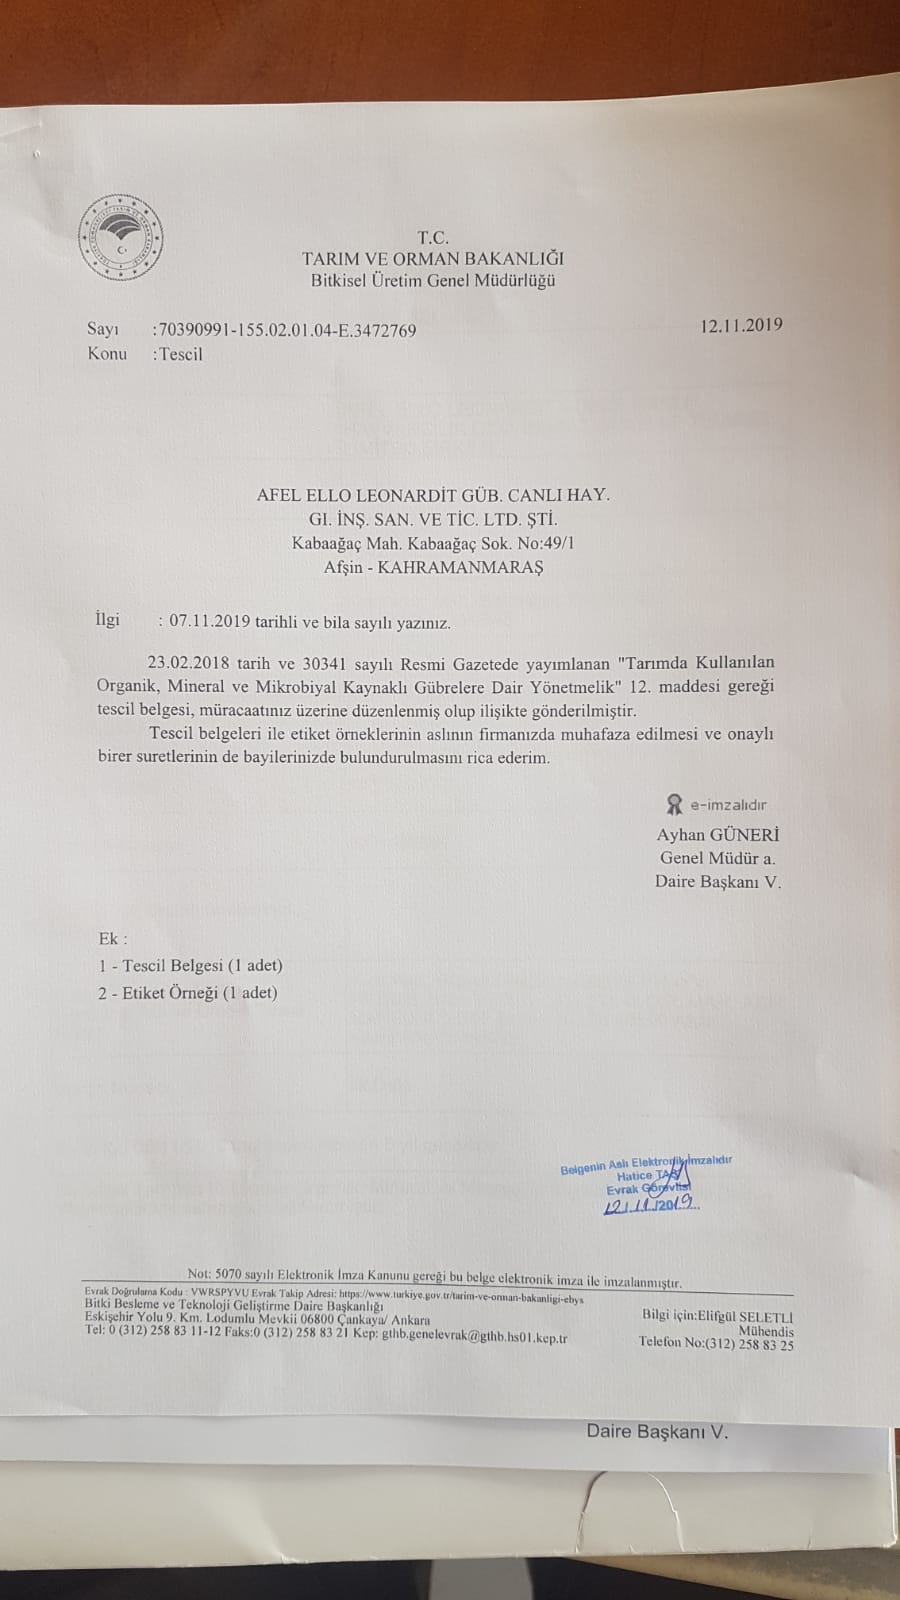 T.C.
TARIM VE ORMAN BAKANLIĞI
Bitkisel Üretim Genel Müdürlüğü
Sayı :70390991-155.02.01.04-E.3472769 12.11.2019
Konu :Tescil
AFEL ELLO LEONARDİT GÜB. CANLI HAY.
GI. İNŞ. SAN. VE TİC. LTD. ŞTİ.
Kabaağaç Mah. Kabaağaç Sok. No:49/1
Afşin - KAHRAMANMARAŞ
İlgi : 07.11.2019 tarihli ve bila sayılı yazınız.
23.02.2018 tarih ve 30341 sayılı Resmi Gazetede yayımlanan "Tarımda Kullanılan
Organik, Mineral ve Mikrobiyal Kaynaklı Gübrelere Dair Yönetmelik" 12. maddesi gereği
tescil belgesi, müracaatınız üzerine düzenlenmiş olup ilişikte gönderilmiştir.
Tescil belgeleri ile etiket örneklerinin aslının firmanızda muhafaza edilmesi ve onaylı
birer suretlerinin de bayilerinizde bulundurulmasını rica ederim.
e-imzalıdır
Ayhan GÜNERİ
Genel Müdür a.
Daire Başkanı V.
Ek :
1 - Tescil Belgesi (1 adet)
2 - Etiket Örneği (1 adet)
Belgenin Aslı Elektronik İmzalıdır
Hatice
Evrak Görevlisi
12.11.2019
Not: 5070 sayılı Elektronik İmza Kanunu gereği bu belge elektronik imza ile imzalanmıştır.
Evrak Doğrulama Kodu : VWRSPYVU Evrak Takip Adresi: https://www.turkiye.gov.tr/tarim-ve-orman-bakanligi-ebys
Bitki Besleme ve Teknoloji Geliştirme Daire Başkanlığı
Eskişehir Yolu 9. Km. Lodumlu Mevkii 06800 Çankaya/ Ankara
Tel: 0 (312) 258 83 11-12 Faks:0 (312) 258 83 21 Kep: gthb.genelevrak@gthb.hs01.kep.tr
Bilgi için:Elifgül SELETLİ
Mühendis
Telefon No:(312) 258 83 25
Daire Başkanı V.